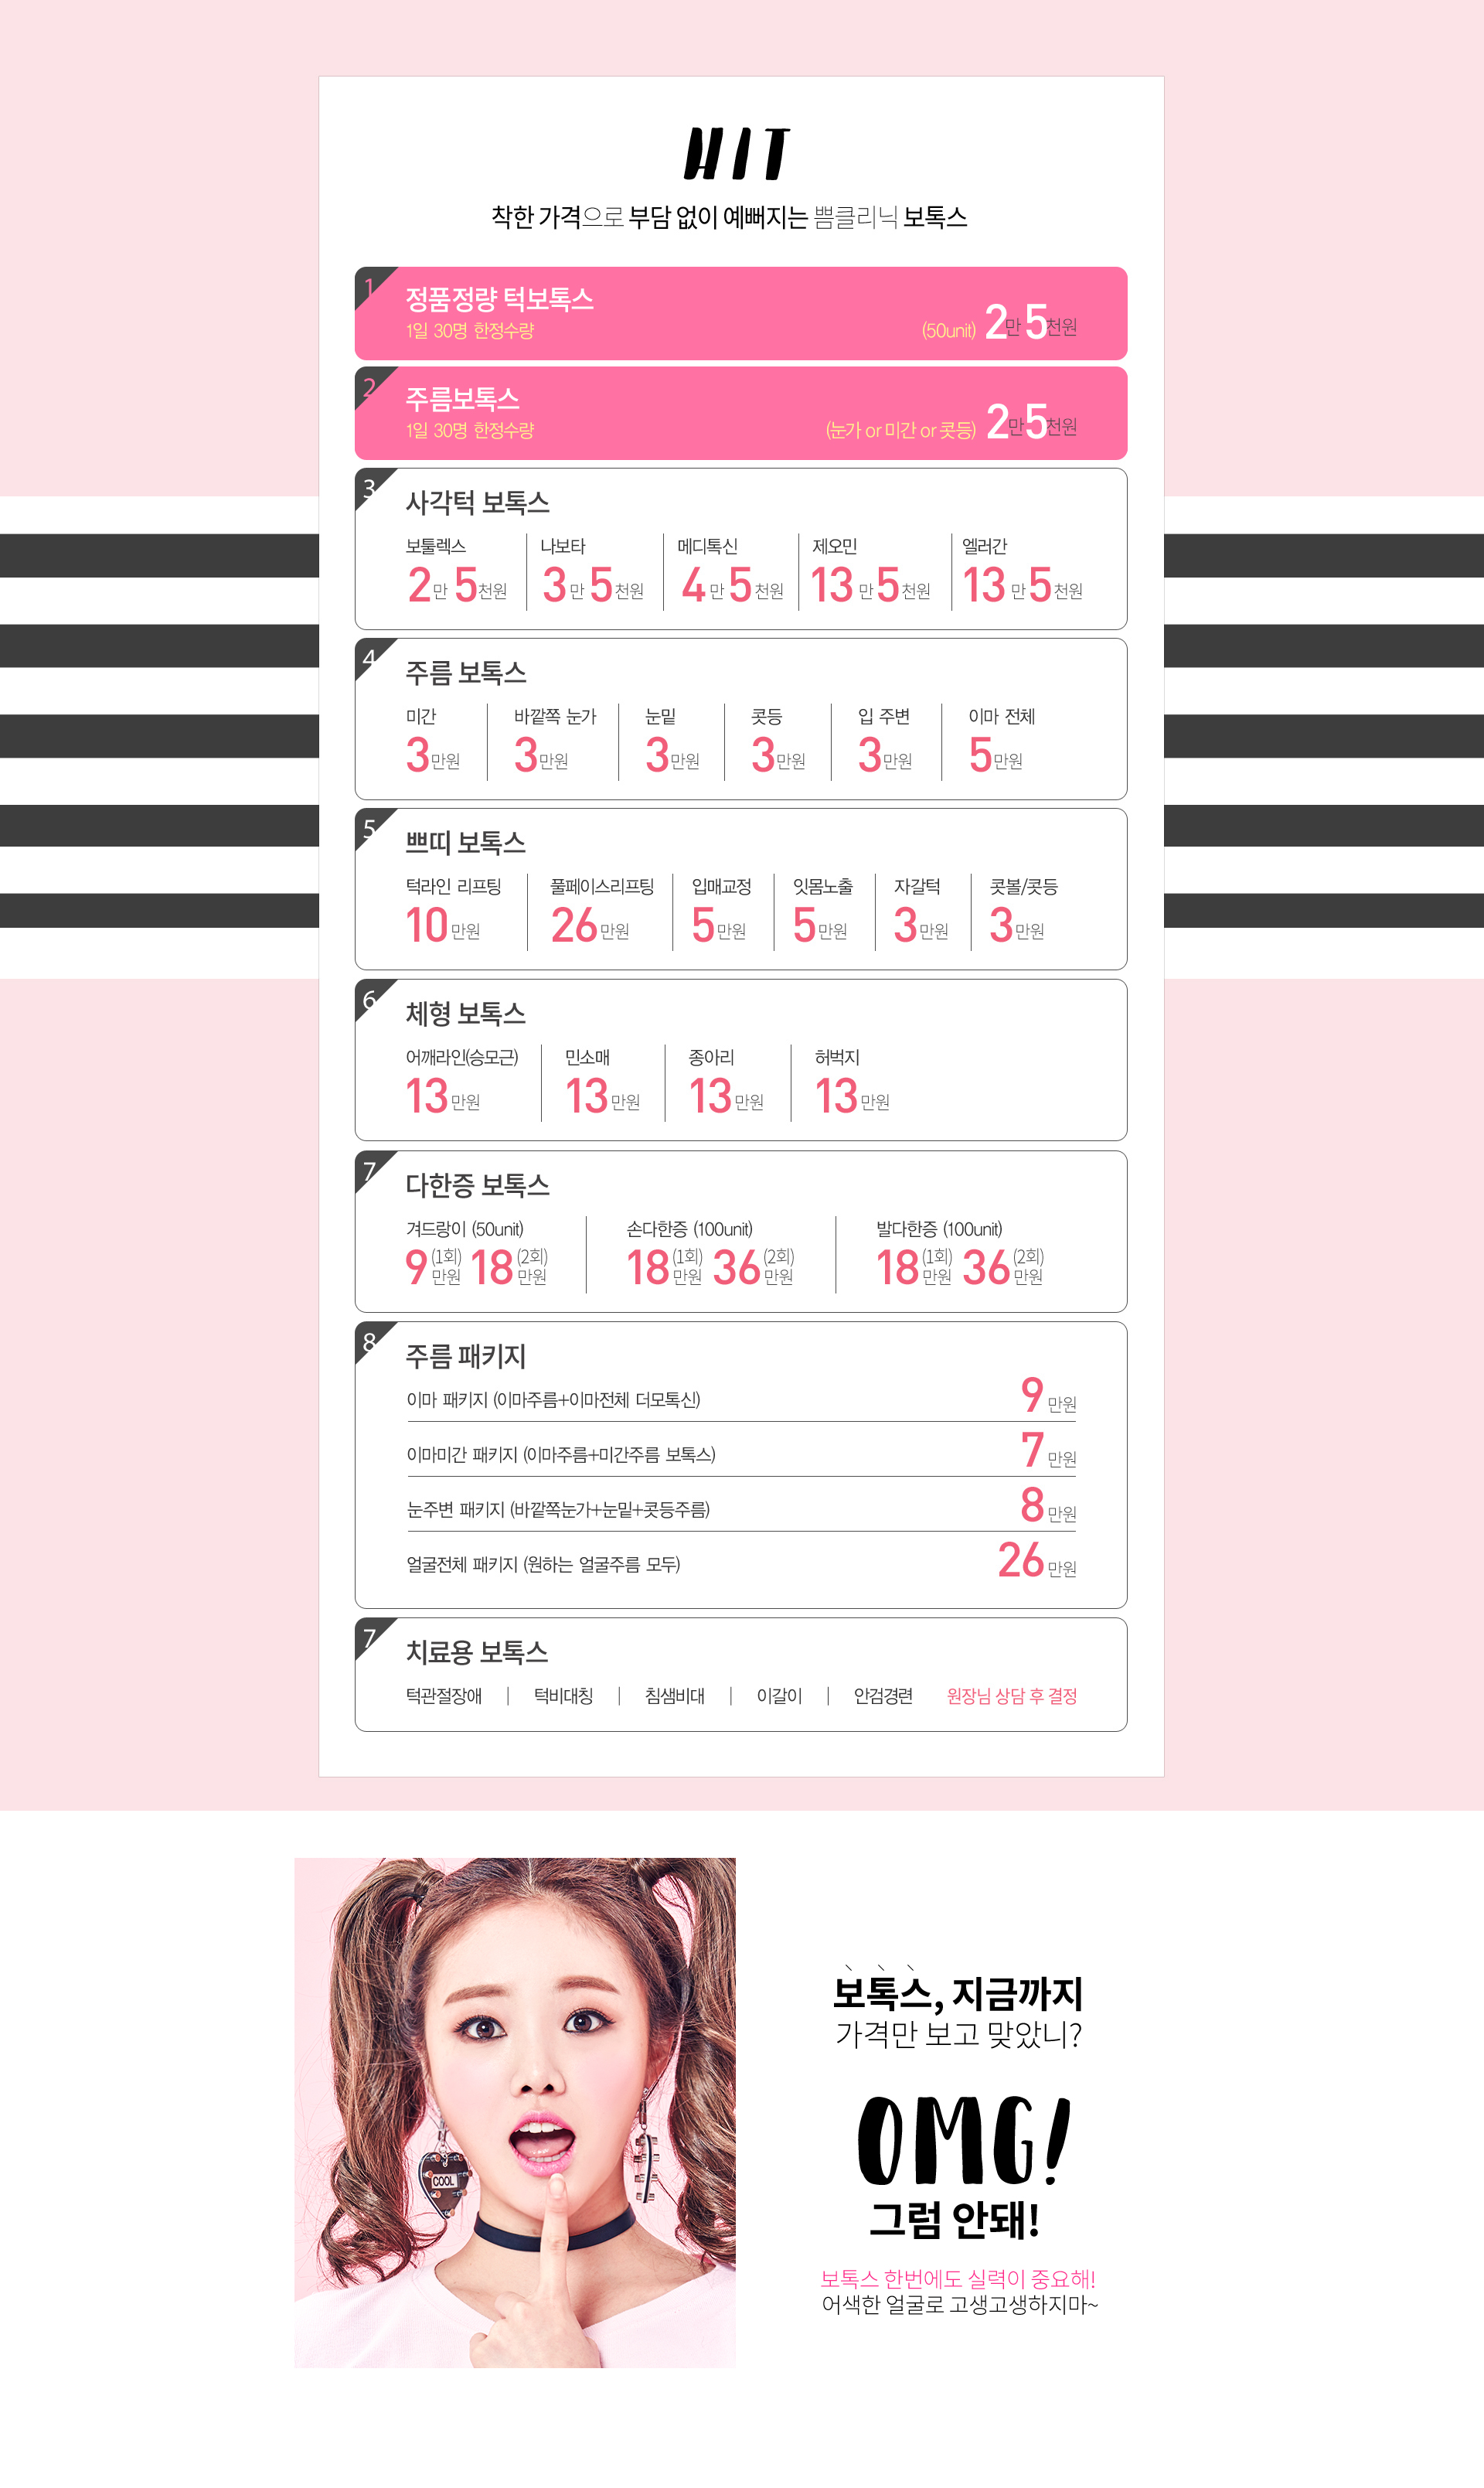 HIT
착한 가격으로 부담 없이 예뻐지는 쁨클리닉 보톡스
1
정품정량 턱보톡스
1일 30명 한정수량
(50unit) 2만 5천원
2
주름보톡스
1일 30명 한정수량
(눈가 or 미간 or 콧등) 2만 5천원
3
사각턱 보톡스
보툴렉스 나보타 메디톡신 제오민 엘러간
2만 5천원 3만 5천원 4만 5천원 13만 5천원 13만 5천원
4
주름 보톡스
미간 바깥쪽 눈가 눈밑 콧등 입 주변 이마 전체
3만원 3만원 3만원 3만원 3만원 5만원
5
쁘띠 보톡스
턱라인 리프팅 풀페이스리프팅 입매교정 잇몸노출 자갈턱 콧볼/콧등
10만원 26만원 5만원 5만원 3만원 3만원
6
체형 보톡스
어깨라인(승모근) 민소매 종아리 허벅지
13만원 13만원 13만원 13만원
7
다한증 보톡스
겨드랑이 (50unit) 손다한증 (100unit) 발다한증 (100unit)
9만원(1회) 18만원(2회) 18만원(1회) 36만원(2회) 18만원(1회) 36만원(2회)
8
주름 패키지
이마 패키지 (이마주름+이마전체 더모톡신) 9만원
이마미간 패키지 (이마주름+미간주름 보톡스) 7만원
눈주변 패키지 (바깥쪽눈가+눈밑+콧등주름) 8만원
얼굴전체 패키지 (원하는 얼굴주름 모두) 26만원
7
치료용 보톡스
턱관절장애 턱비대칭 침샘비대 이갈이 안검경련 원장님 상담 후 결정
COOL
보톡스, 지금까지
가격만 보고 맞았니?
OMG!
그럼 안돼!
보톡스 한번에도 실력이 중요해!
어색한 얼굴로 고생고생하지마~